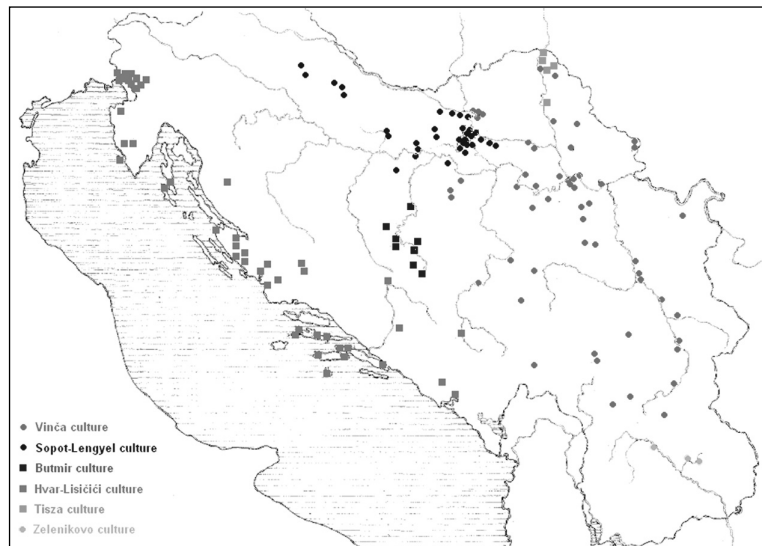 Vinča culture
Sopot-Lengyel culture
Butmir culture
Hvar-Lisičići culture
Tisza culture
Zelenikovo culture